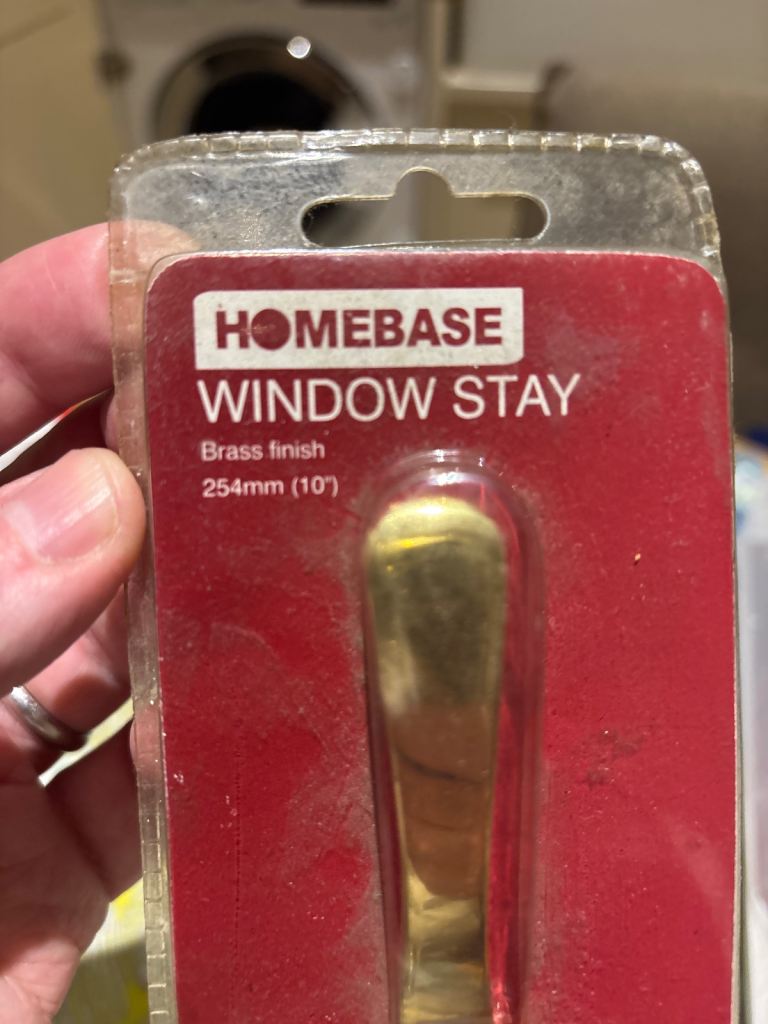 HOMEBASE
WINDOW STAY
Brass finish
254mm (10")